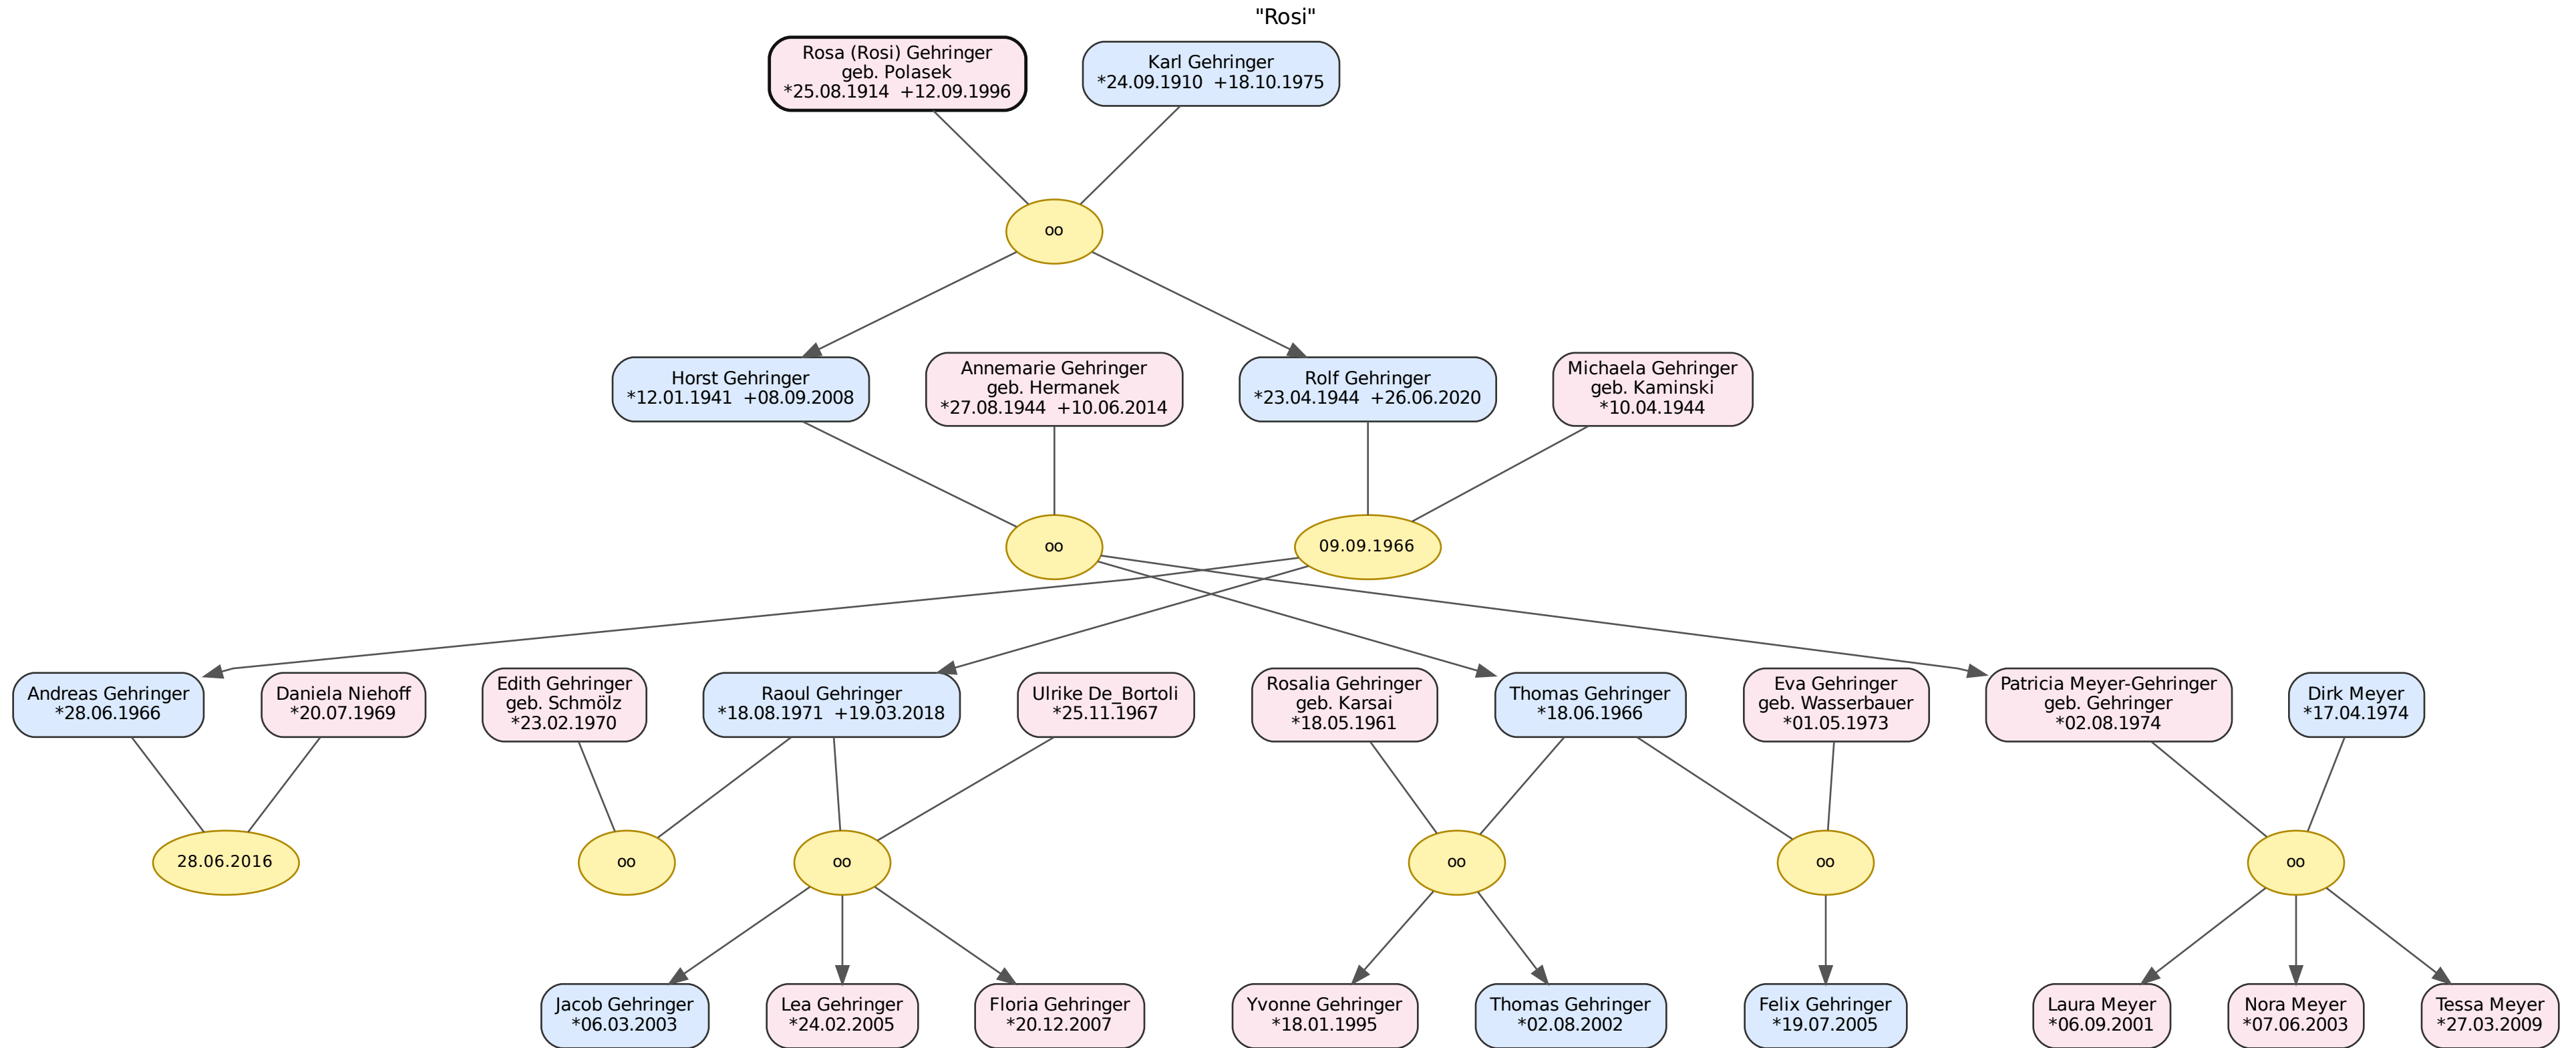 "Rosi"
Rosa (Rosi) Gehringer
geb. Polasek
*25.08.1914  +12.09.1996
Karl Gehringer
*24.09.1910  +18.10.1975
oo
Horst Gehringer
*12.01.1941  +08.09.2008
Annemarie Gehringer
geb. Hermanek
*27.08.1944  +10.06.2014
Rolf Gehringer
*23.04.1944  +26.06.2020
Michaela Gehringer
geb. Kaminski
*10.04.1944
oo
09.09.1966
Andreas Gehringer
*28.06.1966
Daniela Niehoff
*20.07.1969
Edith Gehringer
geb. Schmölz
*23.02.1970
Raoul Gehringer
*18.08.1971  +19.03.2018
Ulrike De_Bortoli
*25.11.1967
Rosalia Gehringer
geb. Karsai
*18.05.1961
Thomas Gehringer
*18.06.1966
Eva Gehringer
geb. Wasserbauer
*01.05.1973
Patricia Meyer-Gehringer
geb. Gehringer
*02.08.1974
Dirk Meyer
*17.04.1974
28.06.2016
oo
oo
oo
oo
oo
Jacob Gehringer
*06.03.2003
Lea Gehringer
*24.02.2005
Floria Gehringer
*20.12.2007
Yvonne Gehringer
*18.01.1995
Thomas Gehringer
*02.08.2002
Felix Gehringer
*19.07.2005
Laura Meyer
*06.09.2001
Nora Meyer
*07.06.2003
Tessa Meyer
*27.03.2009